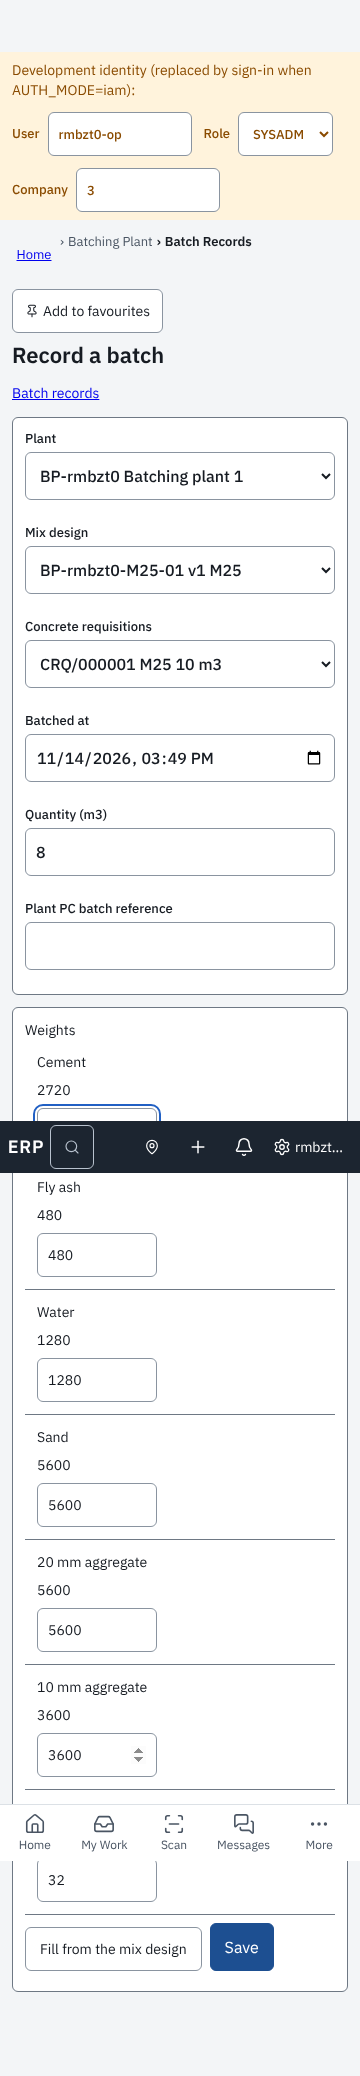 Development identity (replaced by sign-in when
AUTH_MODE=iam):
User rmbzt0-op Role SYSADM
Company 3
Home › Batching Plant › Batch Records
Add to favourites
Record a batch
Batch records
Plant
BP-rmbzt0 Batching plant 1
Mix design
BP-rmbzt0-M25-01 v1 M25
Concrete requisitions
CRQ/000001 M25 10 m3
Batched at
11/14/2026, 03:49 PM
Quantity (m3)
8
Plant PC batch reference
Weights
Cement
2720
ERP rmbzt...
Fly ash
480
480
Water
1280
1280
Sand
5600
5600
20 mm aggregate
5600
5600
10 mm aggregate
3600
3600
Home My Work Scan Messages More
32
Fill from the mix design Save